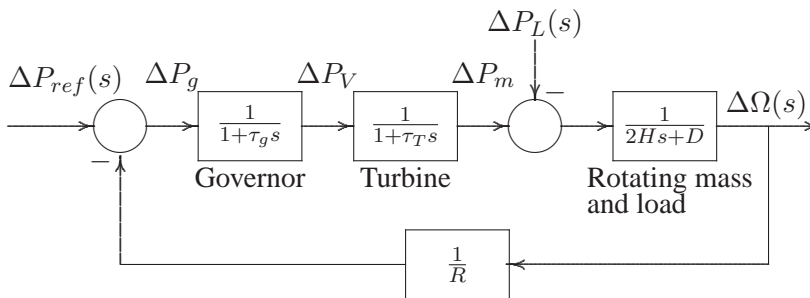 ΔP_L(s)
ΔP_ref(s) ΔP_g ΔP_V ΔP_m − ΔΩ(s)
1/(1+τ_g s) 1/(1+τ_T s) 1/(2Hs+D)
−
Governor Turbine Rotating mass
and load
1/R